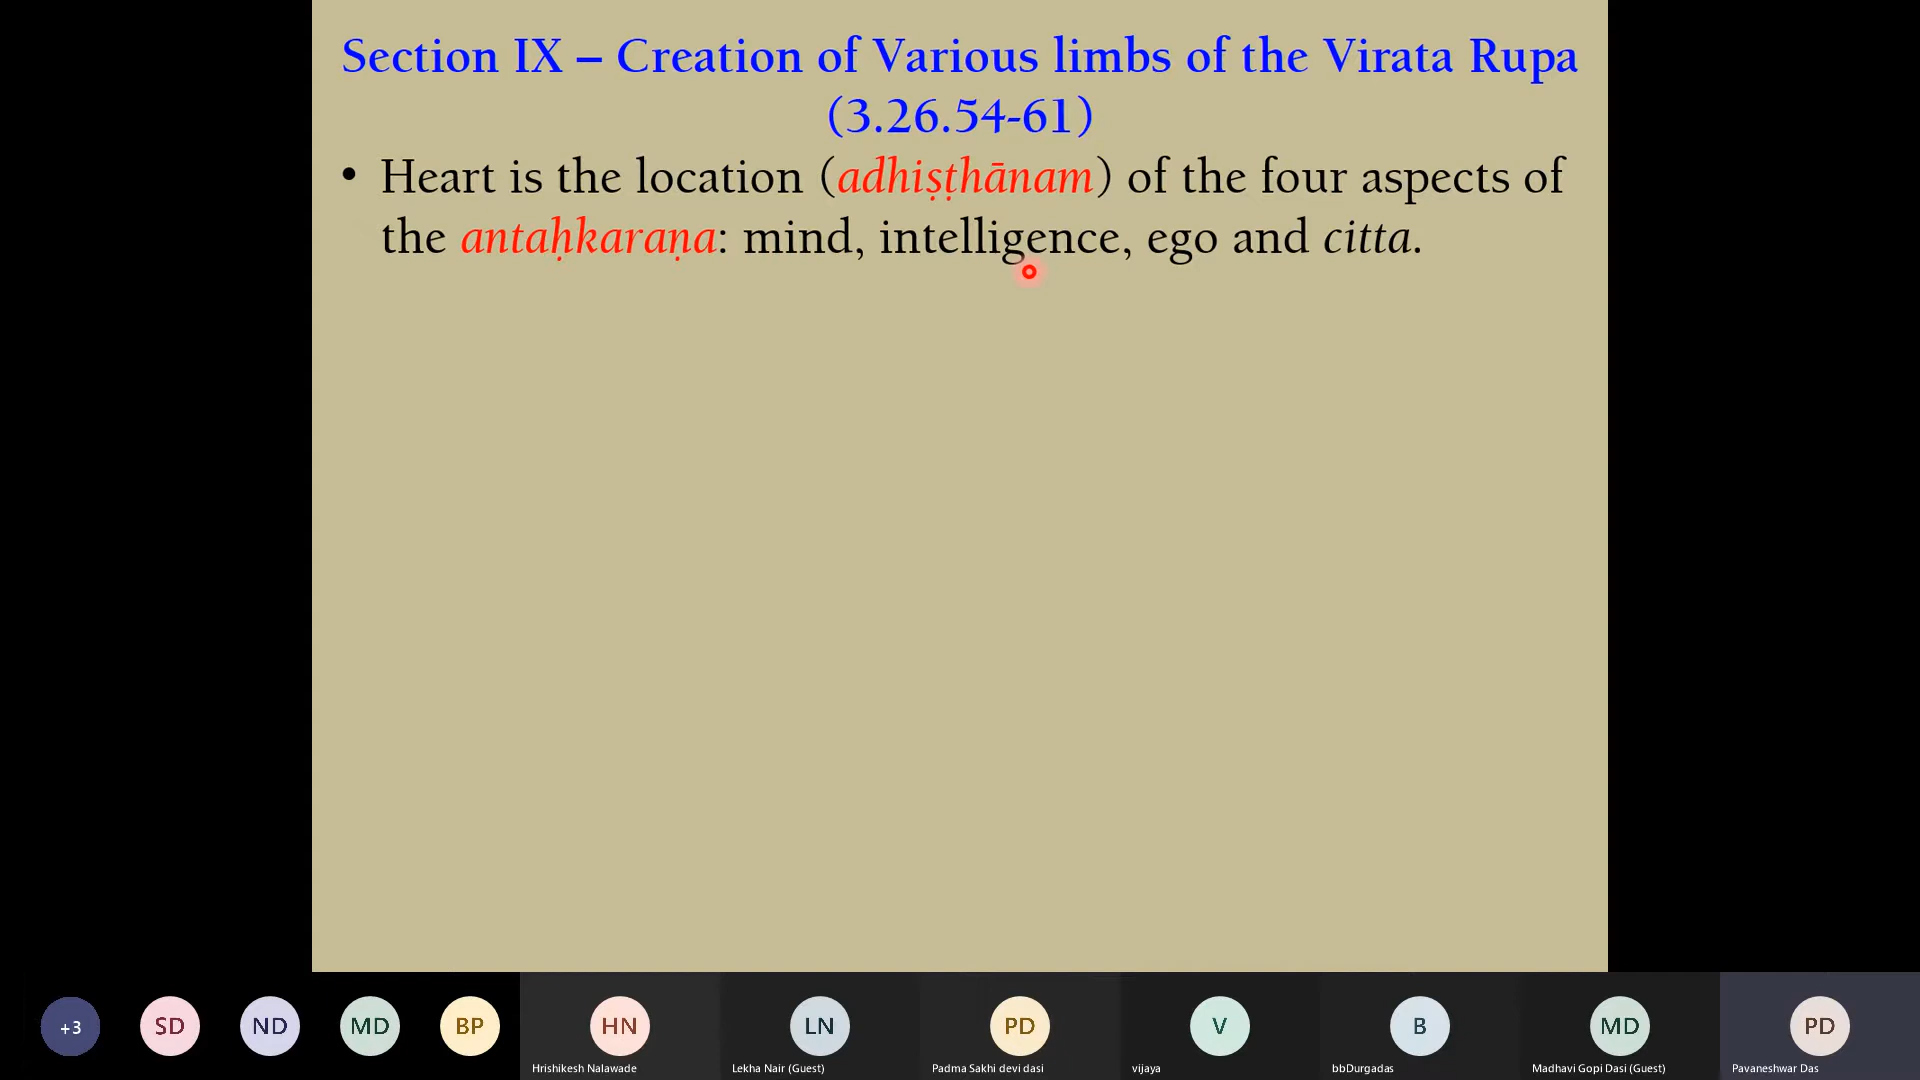 Section IX – Creation of Various limbs of the Virata Rupa
(3.26.54-61)
• Heart is the location (adhiṣṭhānam) of the four aspects of
the antaḥkaraṇa: mind, intelligence, ego and citta.
+3
SD
ND
MD
BP
HN
LN
PD
V
B
MD
PD
Hrishikesh Nalawade
Lekha Nair (Guest)
Padma Sakhi devi dasi
vijaya
bbDurgadas
Madhavi Gopi Dasi (Guest)
Pavaneshwar Das